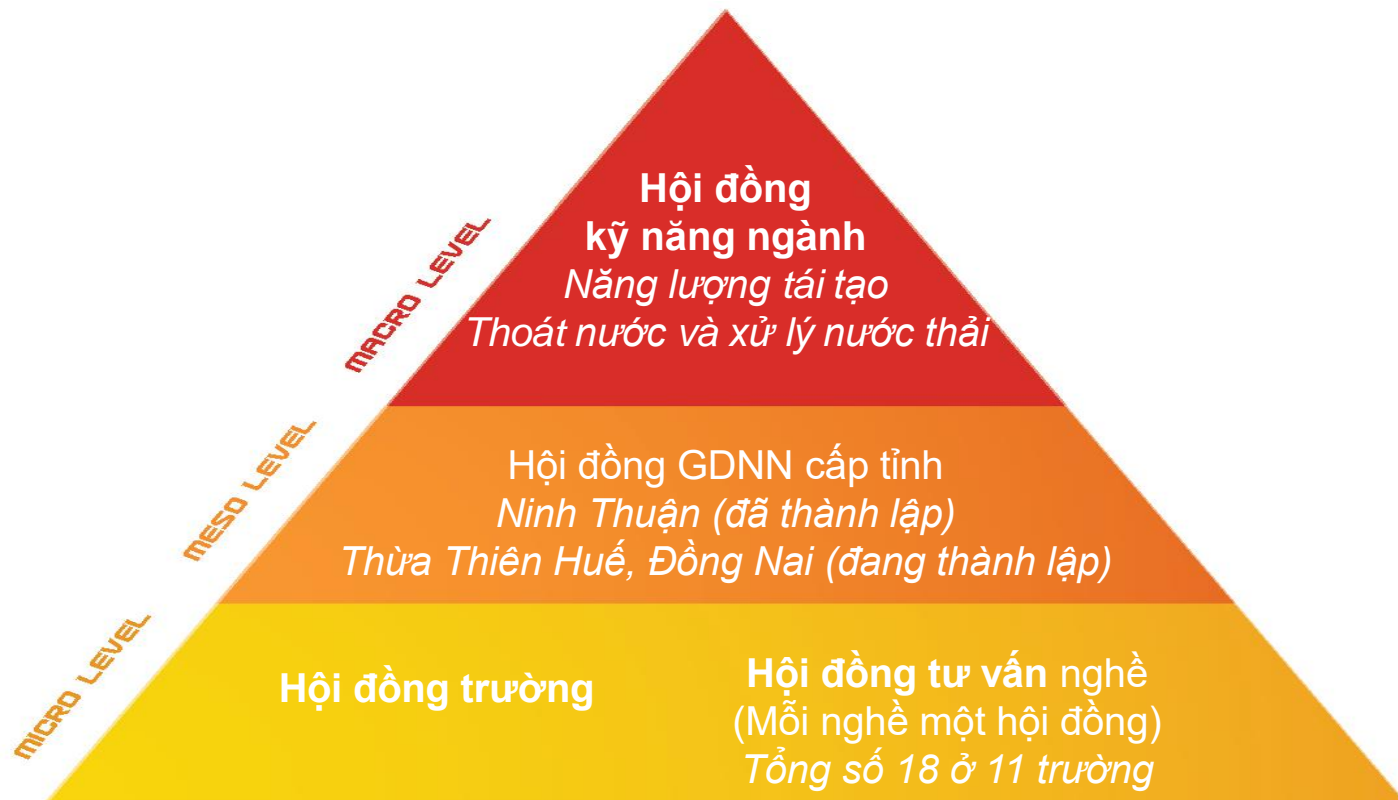 MACRO LEVEL
Hội đồng
kỹ năng ngành
Năng lượng tái tạo
Thoát nước và xử lý nước thải
MESO LEVEL
Hội đồng GDNN cấp tỉnh
Ninh Thuận (đã thành lập)
Thừa Thiên Huế, Đồng Nai (đang thành lập)
MICRO LEVEL
Hội đồng trường
Hội đồng tư vấn nghề
(Mỗi nghề một hội đồng)
Tổng số 18 ở 11 trường